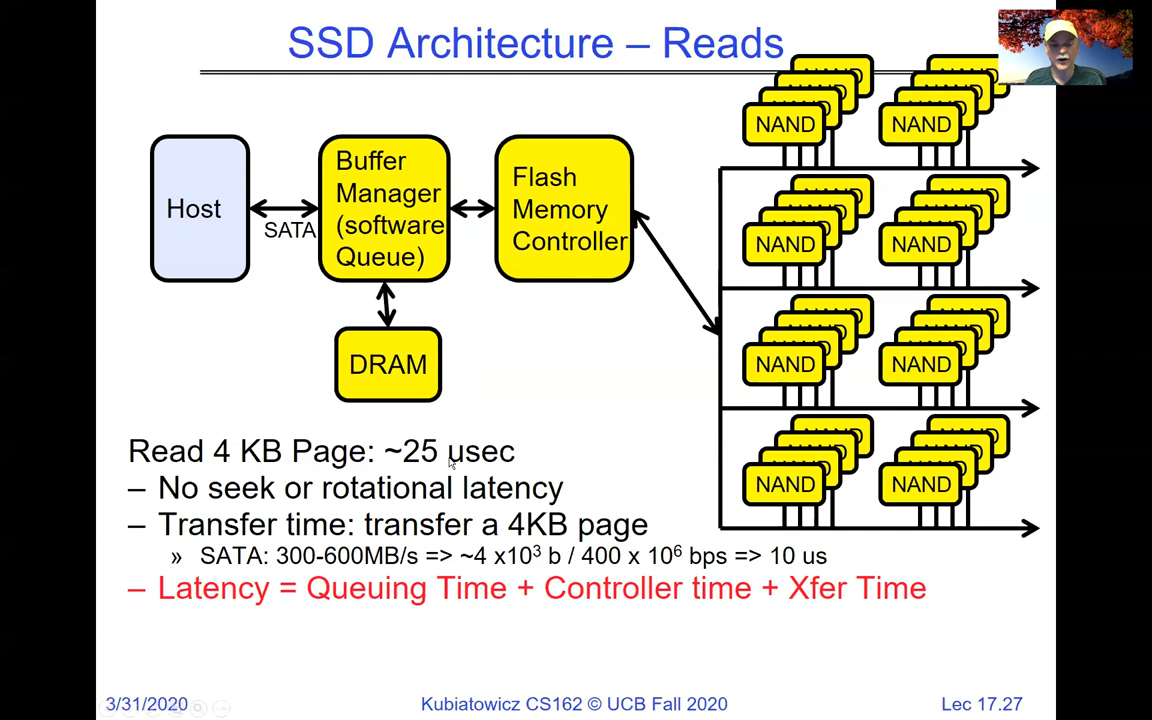 SSD Architecture – Reads
Host
SATA
Buffer
Manager
(software
Queue)
Flash
Memory
Controller
DRAM
NAND
NAND
NAND
NAND
NAND
NAND
NAND
NAND
Read 4 KB Page: ~25 usec
– No seek or rotational latency
– Transfer time: transfer a 4KB page
» SATA: 300-600MB/s => ~4 x10³ b / 400 x 10⁶ bps => 10 us
– Latency = Queuing Time + Controller time + Xfer Time
3/31/2020
Kubiatowicz CS162 © UCB Fall 2020
Lec 17.27